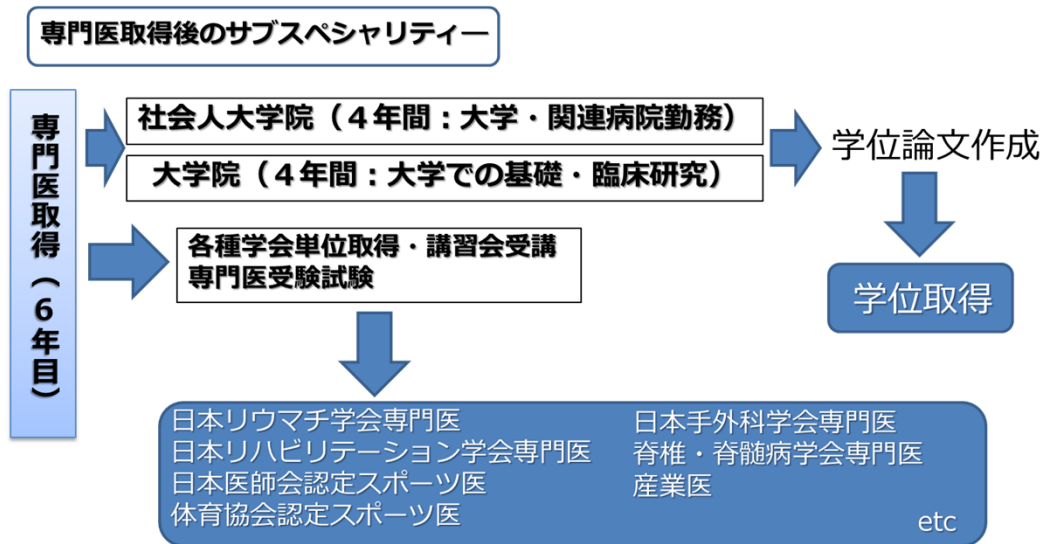 専門医取得後のサブスペシャリティー
専門医取得（６年目）
社会人大学院（４年間：大学・関連病院勤務）
大学院（４年間：大学での基礎・臨床研究）
学位論文作成
学位取得
各種学会単位取得・講習会受講
専門医受験試験
日本リウマチ学会専門医
日本リハビリテーション学会専門医
日本医師会認定スポーツ医
体育協会認定スポーツ医
日本手外科学会専門医
脊椎・脊髄病学会専門医
産業医
etc